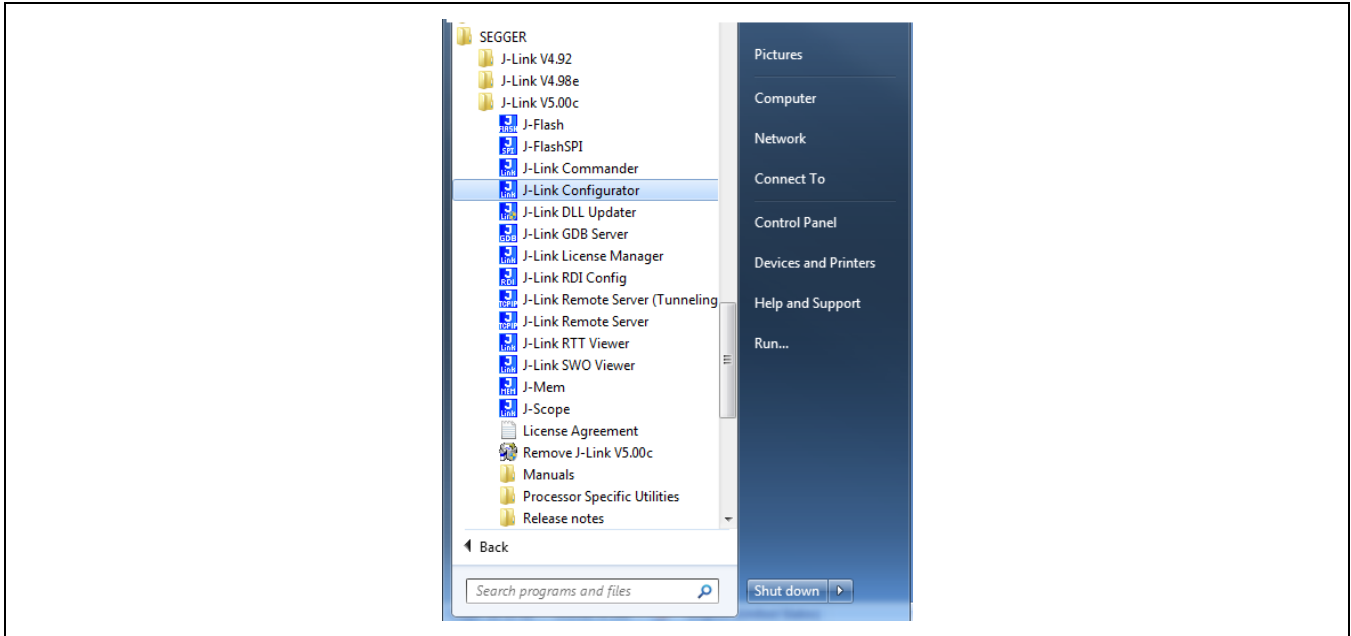 SEGGER
J-Link V4.92
J-Link V4.98e
J-Link V5.00c
J-Flash
J-FlashSPI
J-Link Commander
J-Link Configurator
J-Link DLL Updater
J-Link GDB Server
J-Link License Manager
J-Link RDI Config
J-Link Remote Server (Tunneling
J-Link Remote Server
J-Link RTT Viewer
J-Link SWO Viewer
J-Mem
J-Scope
License Agreement
Remove J-Link V5.00c
Manuals
Processor Specific Utilities
Release notes
Back
Search programs and files
Pictures
Computer
Network
Connect To
Control Panel
Devices and Printers
Help and Support
Run...
Shut down